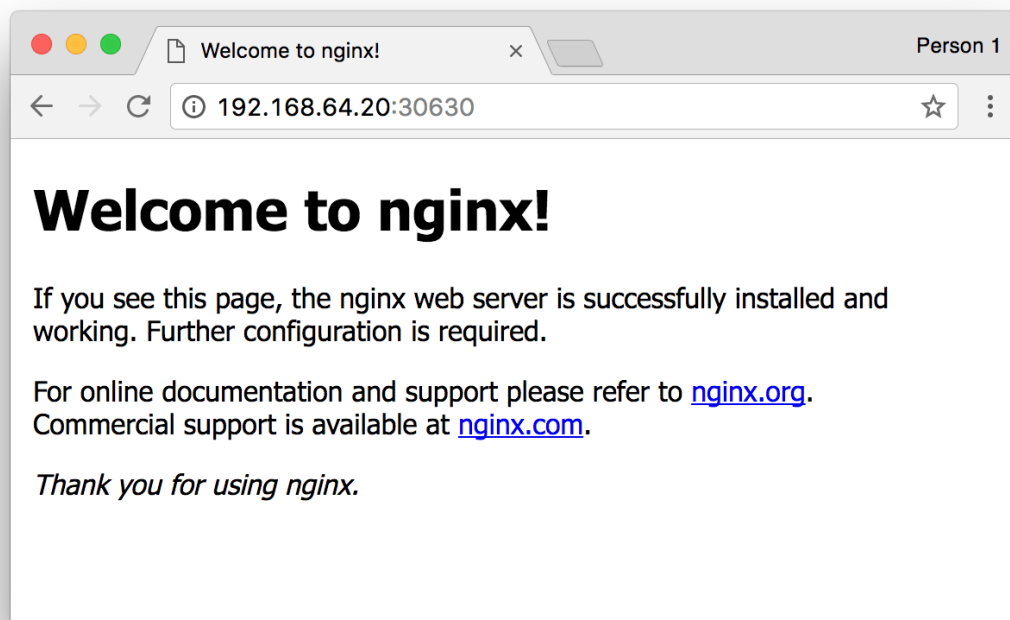 Welcome to nginx!
Person 1
192.168.64.20:30630
Welcome to nginx!
If you see this page, the nginx web server is successfully installed and
working. Further configuration is required.
For online documentation and support please refer to nginx.org.
Commercial support is available at nginx.com.
Thank you for using nginx.